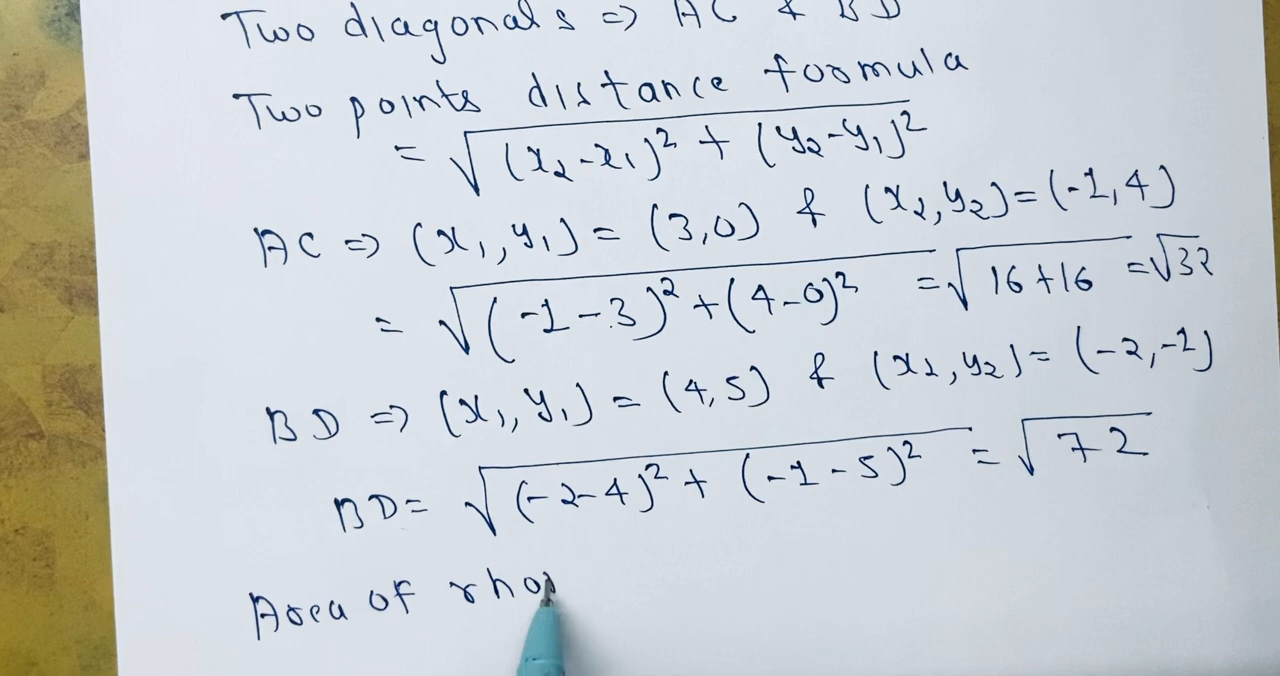 Two diagonals => AC & BD
Two points distance formula
= √(x₂-x₁)² + (y₂-y₁)²
AC => (x₁, y₁) = (3,0) & (x₂,y₂)=(-1,4)
= √(-1-3)²+(4-0)² = √16+16 = √32
BD => (x₁, y₁) = (4,5) & (x₂,y₂) = (-2,-1)
BD= √(-2-4)² + (-1-5)² = √72
Area of rho